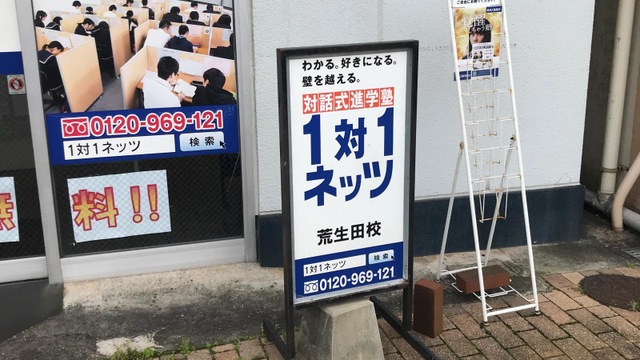 0120-969-121
1対1ネッツ 検索
無
料!!
わかる。好きになる。
壁を越える。
対話式進学塾
1対1
ネッツ
荒生田校
1対1ネッツ 検索
0120-969-121